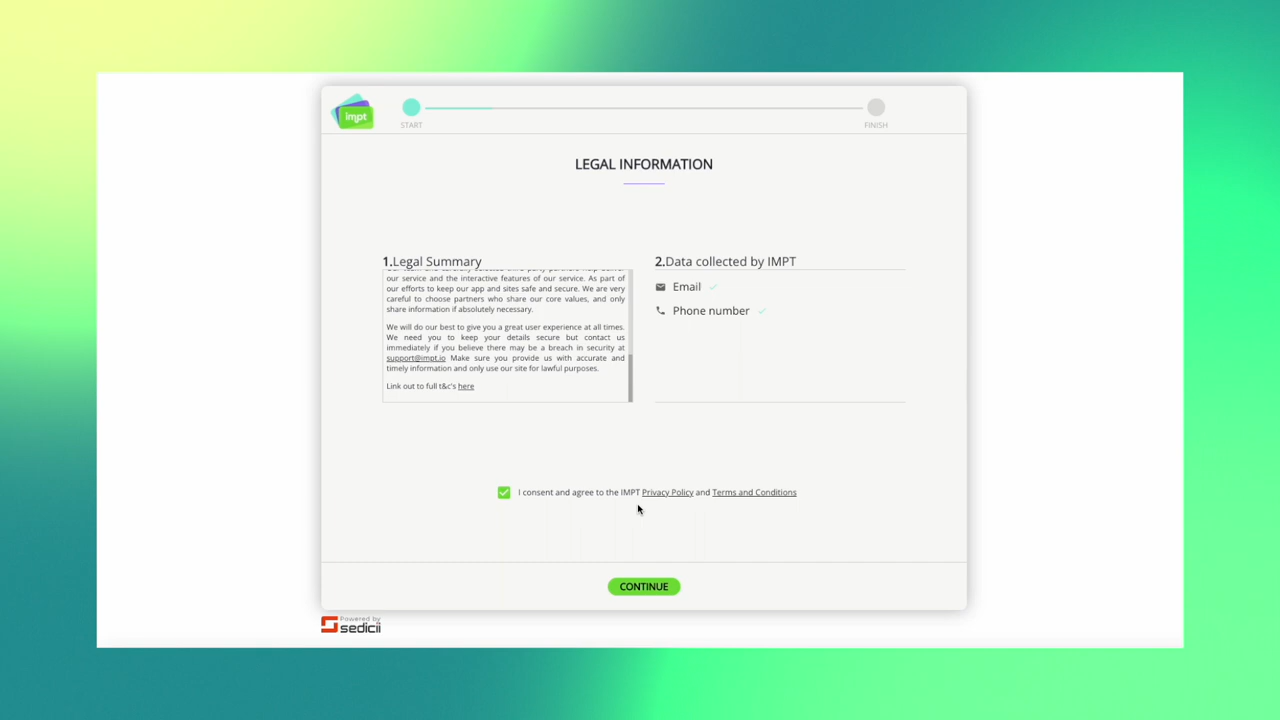 impt
START
FINISH
LEGAL INFORMATION
1.Legal Summary
our service and the interactive features of our service. As part of
our efforts to keep our app and sites safe and secure. We are very
careful to choose partners who share our core values, and only
share information if absolutely necessary.
We will do our best to give you a great user experience at all times.
We need you to keep your details secure but contact us
immediately if you believe there may be a breach in security at
support@impt.io Make sure you provide us with accurate and
timely information and only use our site for lawful purposes.
Link out to full t&c's here
2.Data collected by IMPT
Email
Phone number
I consent and agree to the IMPT Privacy Policy and Terms and Conditions
CONTINUE
Powered by
sedicii